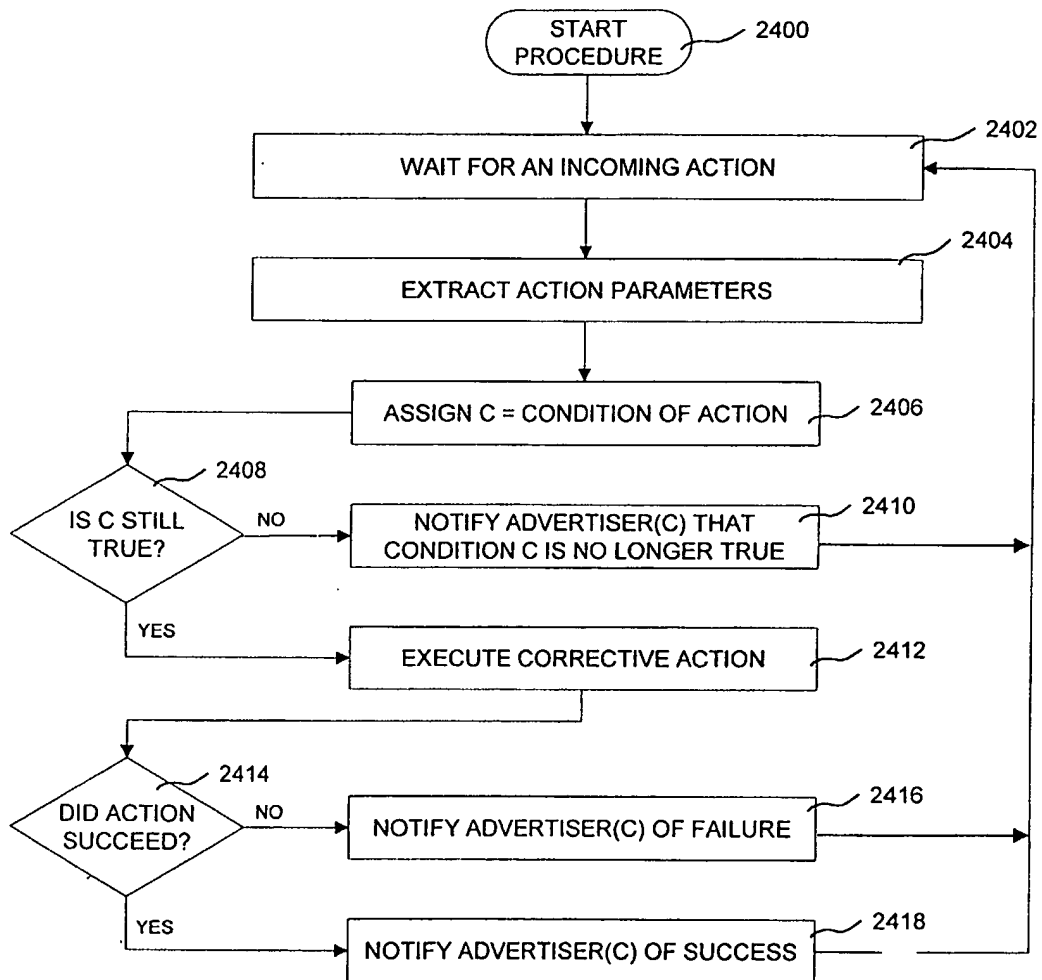 START
PROCEDURE
2400
2402
WAIT FOR AN INCOMING ACTION
2404
EXTRACT ACTION PARAMETERS
ASSIGN C = CONDITION OF ACTION
2406
2408
IS C STILL
TRUE?
NO
NOTIFY ADVERTISER(C) THAT
CONDITION C IS NO LONGER TRUE
2410
YES
EXECUTE CORRECTIVE ACTION
2412
2414
DID ACTION
SUCCEED?
NO
NOTIFY ADVERTISER(C) OF FAILURE
2416
YES
NOTIFY ADVERTISER(C) OF SUCCESS
2418